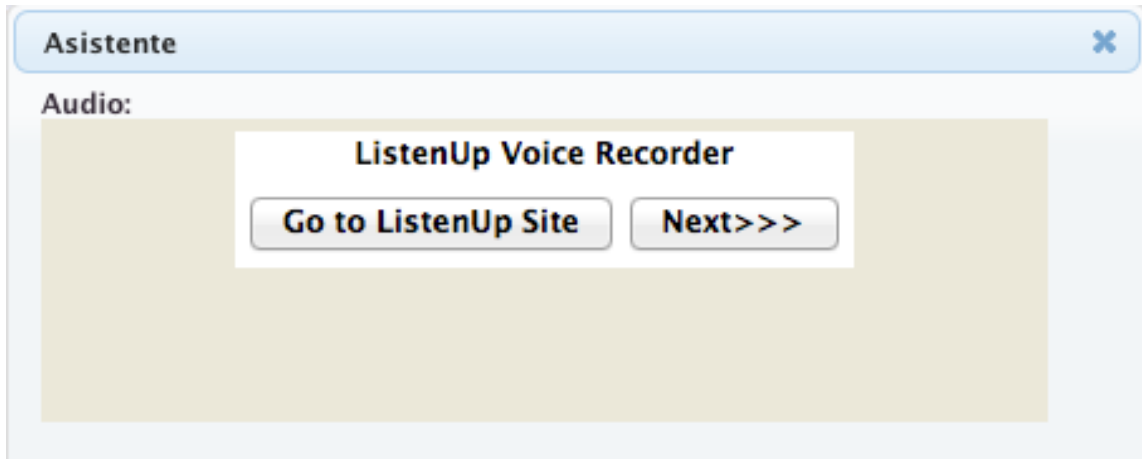 Asistente
Audio:
ListenUp Voice Recorder
Go to ListenUp Site Next>>>